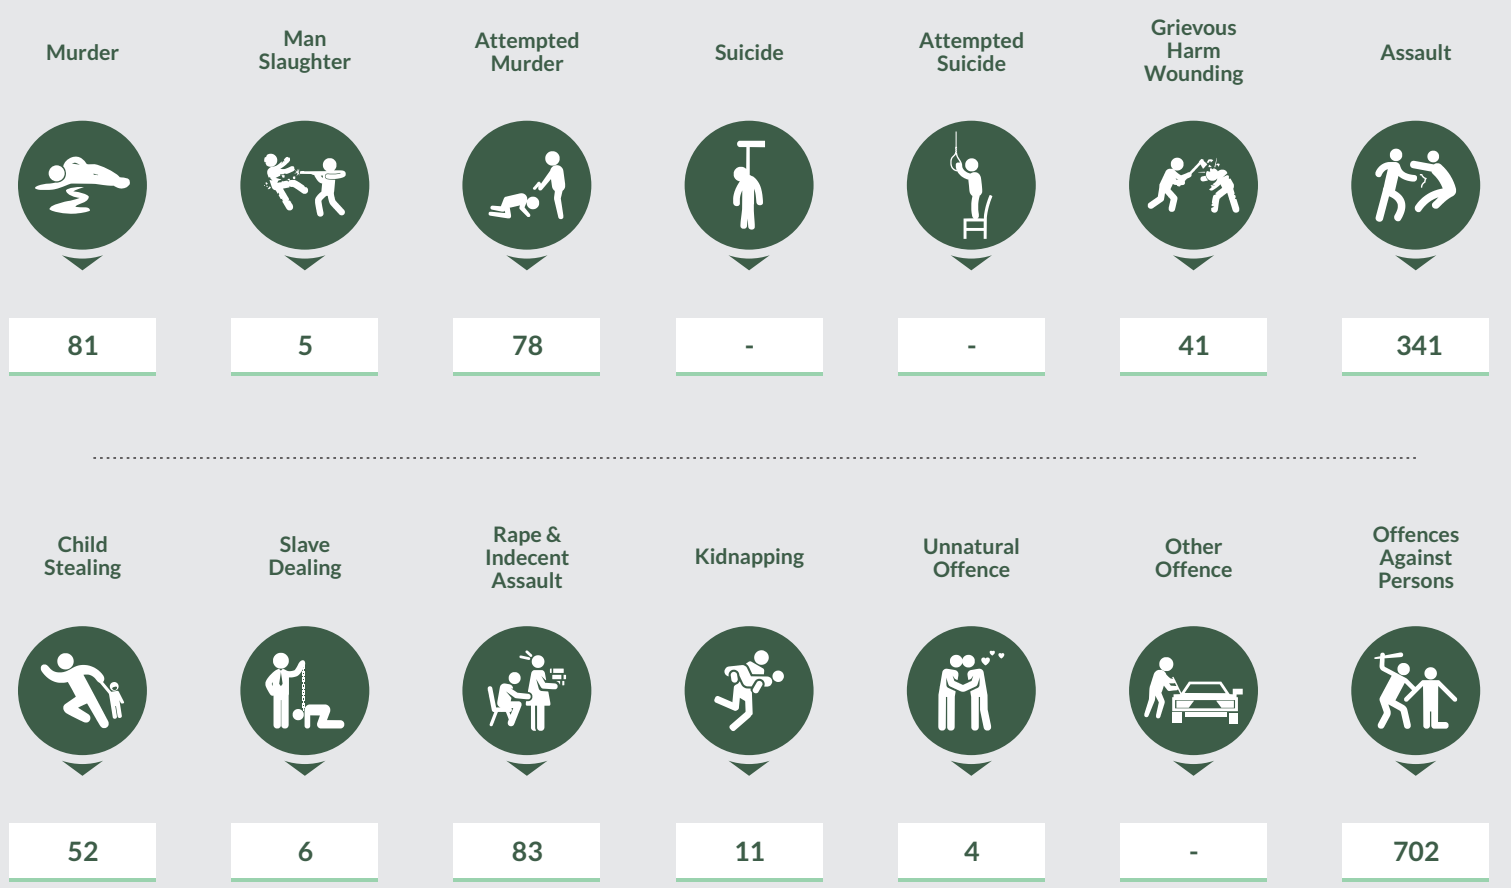 Murder
Man
Slaughter
Attempted
Murder
Suicide
Attempted
Suicide
Grievous
Harm
Wounding
Assault
81
5
78
-
-
41
341
Child
Stealing
Slave
Dealing
Rape &
Indecent
Assault
Kidnapping
Unnatural
Offence
Other
Offence
Offences
Against
Persons
52
6
83
11
4
-
702